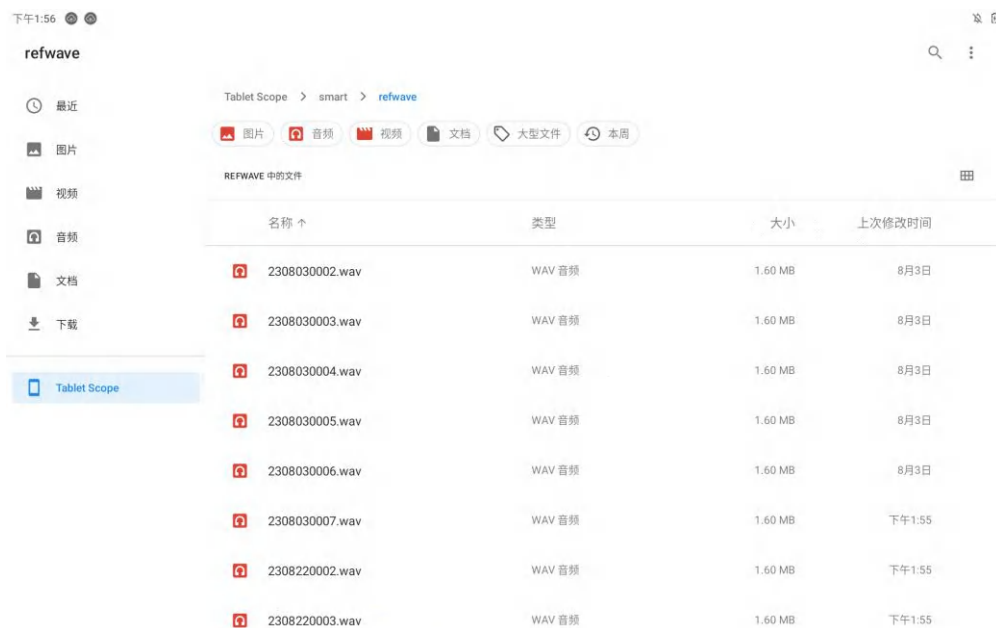 下午1:56
refwave
最近
图片
视频
音频
文档
下载
Tablet Scope
Tablet Scope > smart > refwave
图片 音频 视频 文档 大型文件 本周
REFWAVE 中的文件
名称 ↑ 类型 大小 上次修改时间
2308030002.wav WAV 音频 1.60 MB 8月3日
2308030003.wav WAV 音频 1.60 MB 8月3日
2308030004.wav WAV 音频 1.60 MB 8月3日
2308030005.wav WAV 音频 1.60 MB 8月3日
2308030006.wav WAV 音频 1.60 MB 8月3日
2308030007.wav WAV 音频 1.60 MB 下午1:55
2308220002.wav WAV 音频 1.60 MB 下午1:55
2308220003.wav WAV 音频 1.60 MB 下午1:55